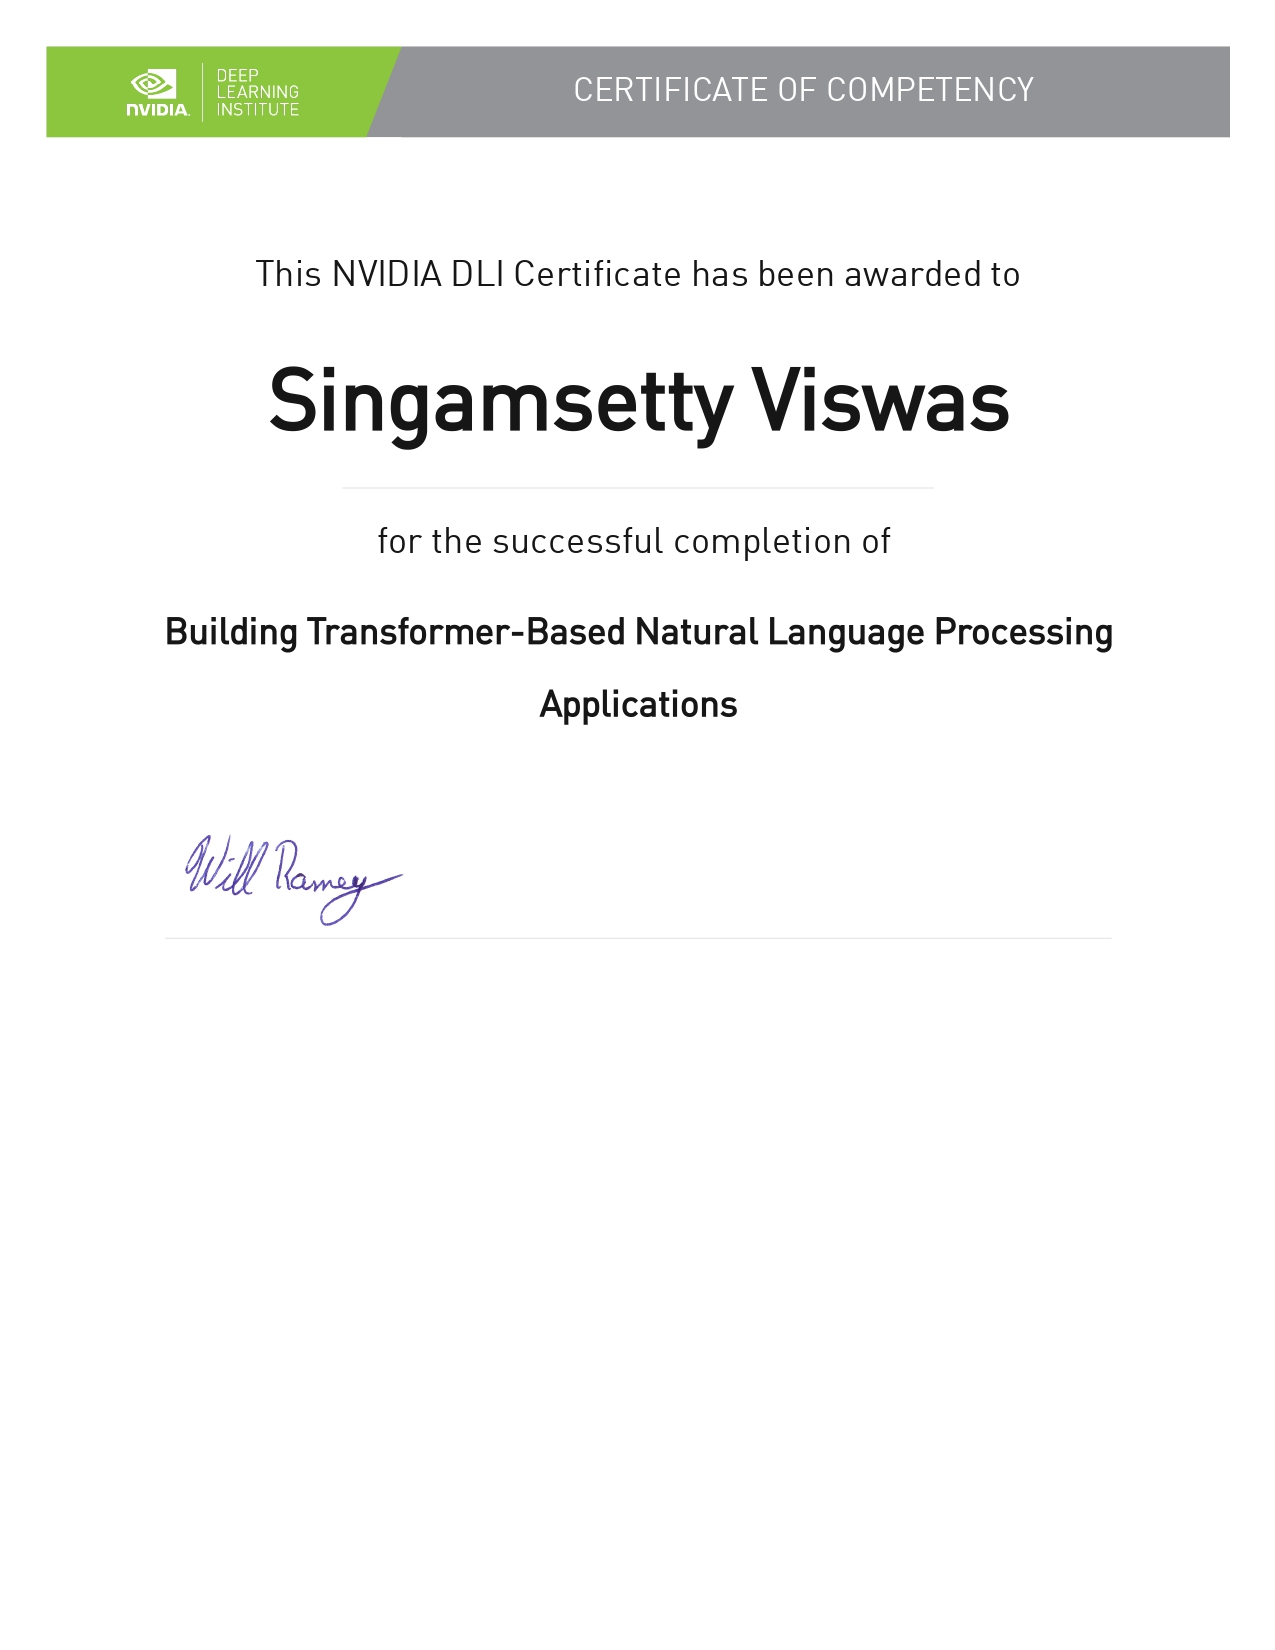 NVIDIA.
DEEP
LEARNING
INSTITUTE
CERTIFICATE OF COMPETENCY
This NVIDIA DLI Certificate has been awarded to
Singamsetty Viswas
for the successful completion of
Building Transformer-Based Natural Language Processing
Applications
Will Ramey